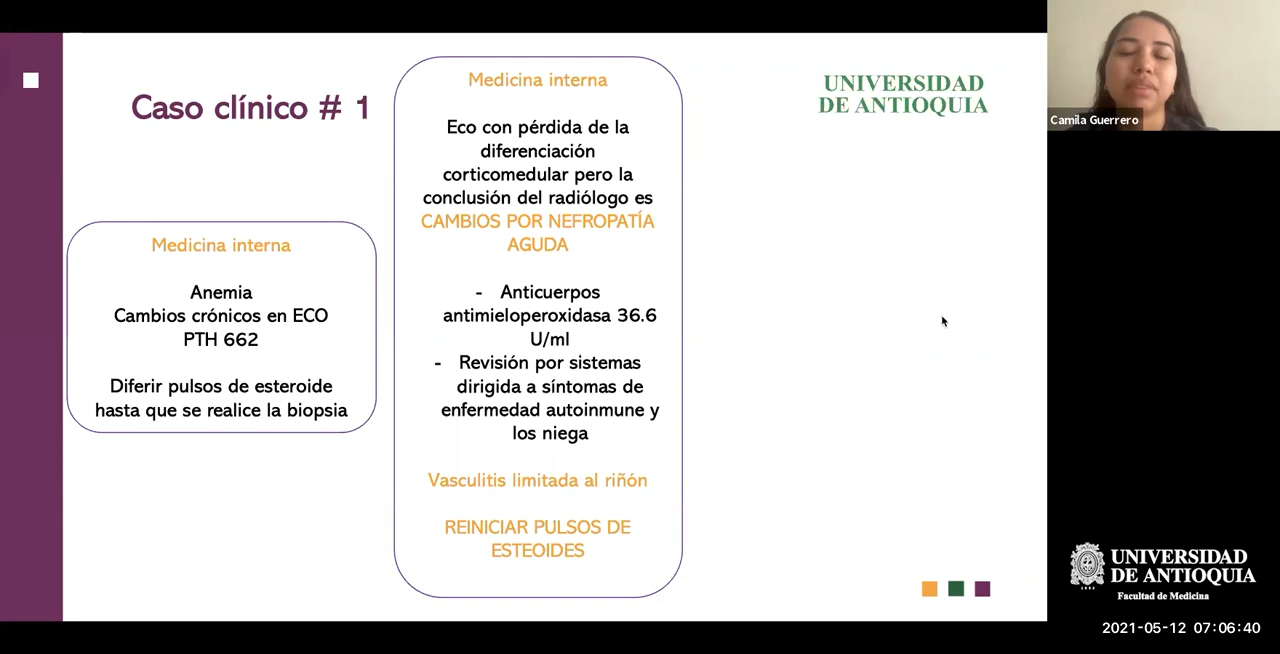 Caso clínico # 1
Medicina interna
Anemia
Cambios crónicos en ECO
PTH 662
Diferir pulsos de esteroide
hasta que se realice la biopsia
Medicina interna
Eco con pérdida de la
diferenciación
corticomedular pero la
conclusión del radiólogo es
CAMBIOS POR NEFROPATÍA
AGUDA
- Anticuerpos
antimieloperoxidasa 36.6
U/ml
- Revisión por sistemas
dirigida a síntomas de
enfermedad autoinmune y
los niega
Vasculitis limitada al riñón
REINICIAR PULSOS DE
ESTEOIDES
UNIVERSIDAD
DE ANTIOQUIA
Camila Guerrero
UNIVERSIDAD
DE ANTIOQUIA
Facultad de Medicina
2021-05-12 07:06:40